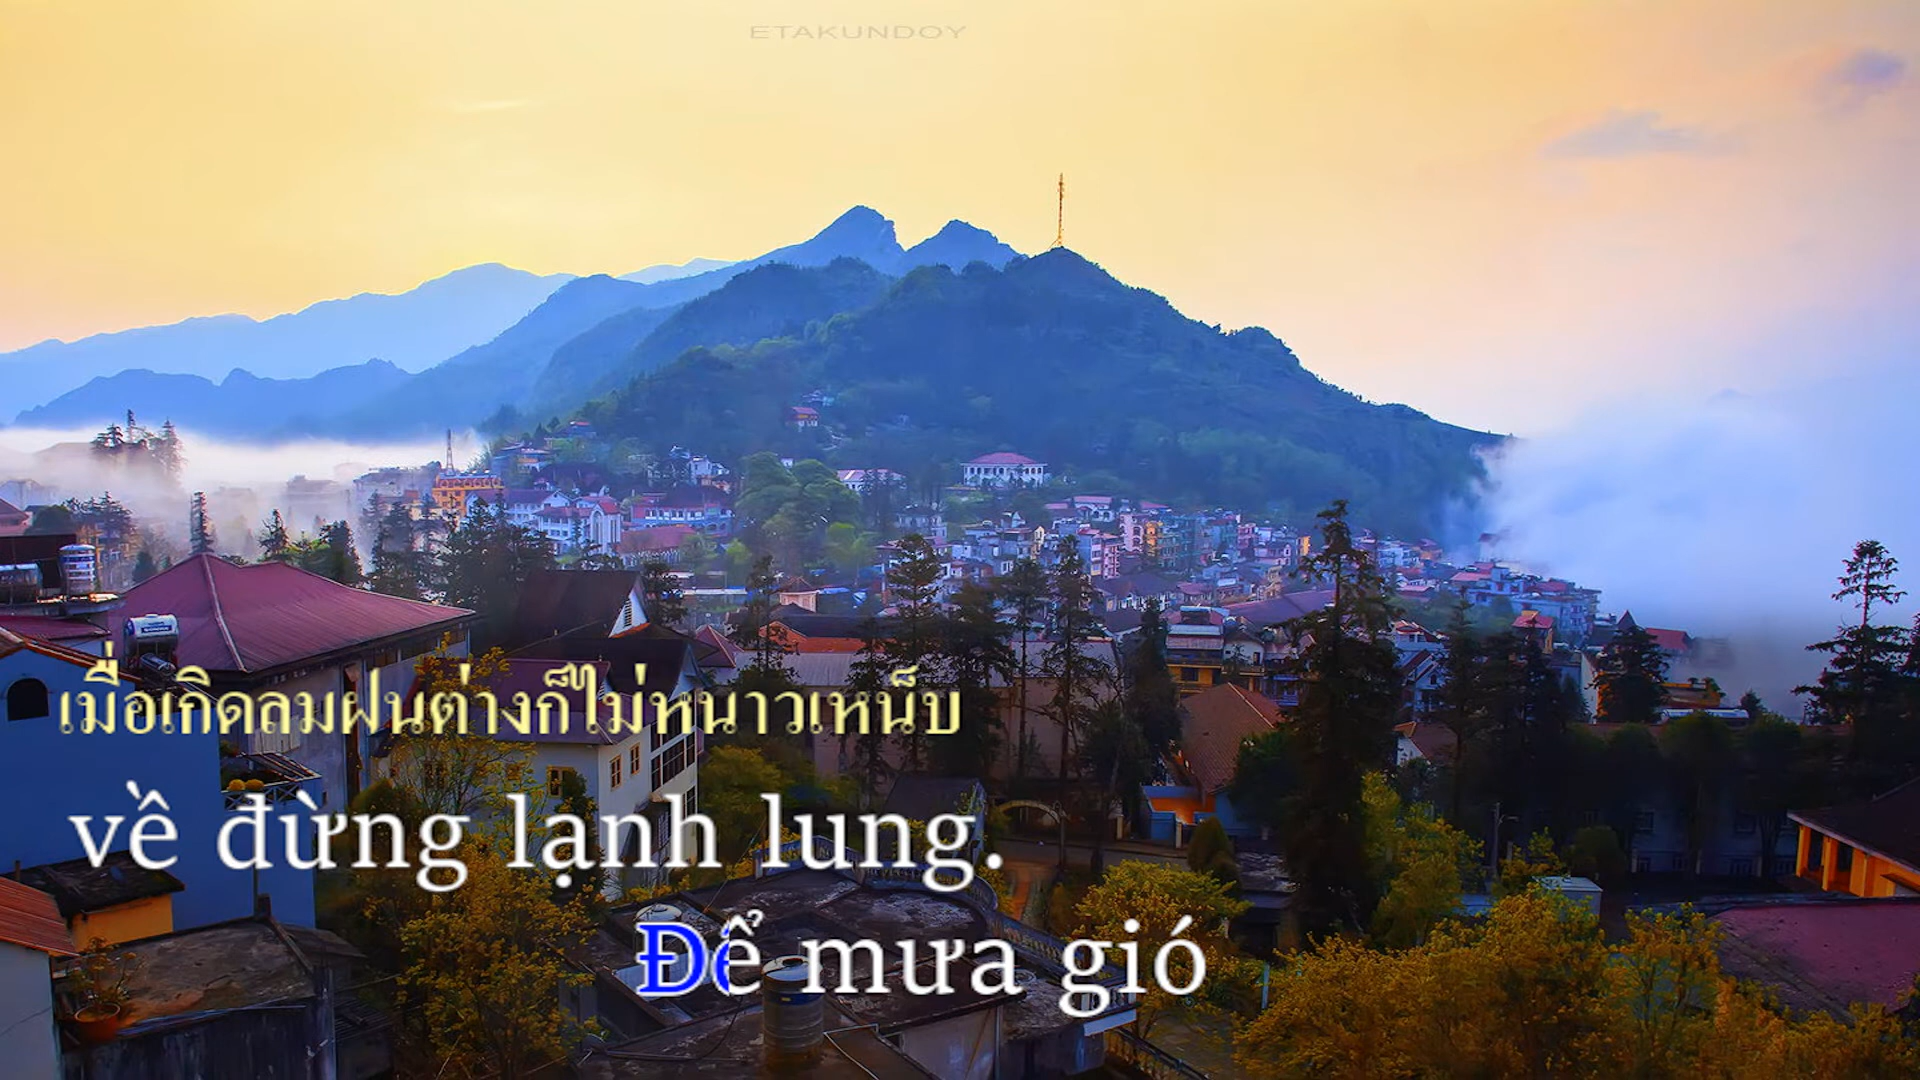 ETAKUNDOY
เมื่อเกิดลมฝนต่างก็ไม่หนาวเหน็บ
về đừng lạnh lung.
Để mưa gió